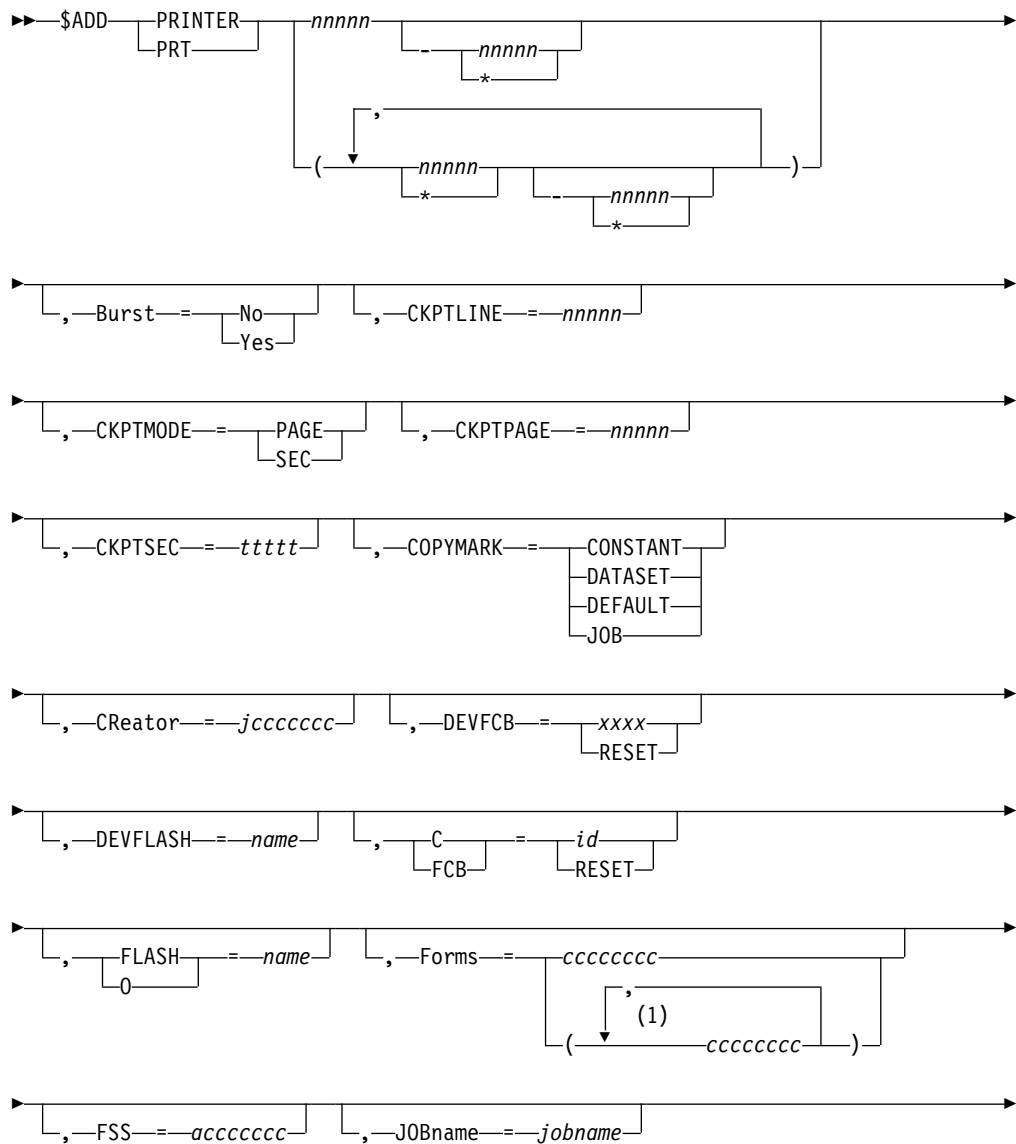 $ADD PRINTER nnnnn
PRT - nnnnn
*
,
( nnnnn )
* - nnnnn
*
, Burst = No , CKPTLINE = nnnnn
Yes
, CKPTMODE = PAGE , CKPTPAGE = nnnnn
SEC
, CKPTSEC = ttttt , COPYMARK = CONSTANT
DATASET
DEFAULT
JOB
, CReator = jccccccc , DEVFCB = xxxx
RESET
, DEVFLASH = name , C = id
FCB RESET
, FLASH = name , Forms = cccccccc
O ,
(1)
( cccccccc )
, FSS = accccccc , JOBname = jobname